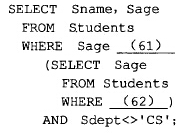 SELECT Sname, Sage
FROM Students
WHERE Sage (61)
(SELECT Sage
FROM Students
WHERE (62) )
AND Sdept<>'CS';